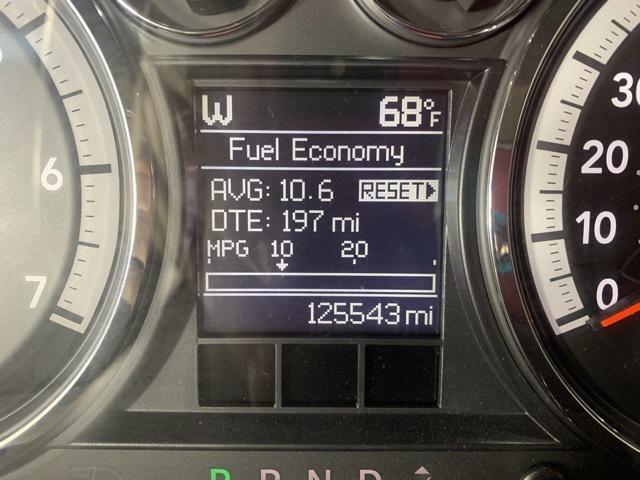 W 68°F
Fuel Economy
AVG: 10.6 RESET
DTE: 197 mi
MPG 10 20
125543 mi
6
7
30
20
10
0
P R N D